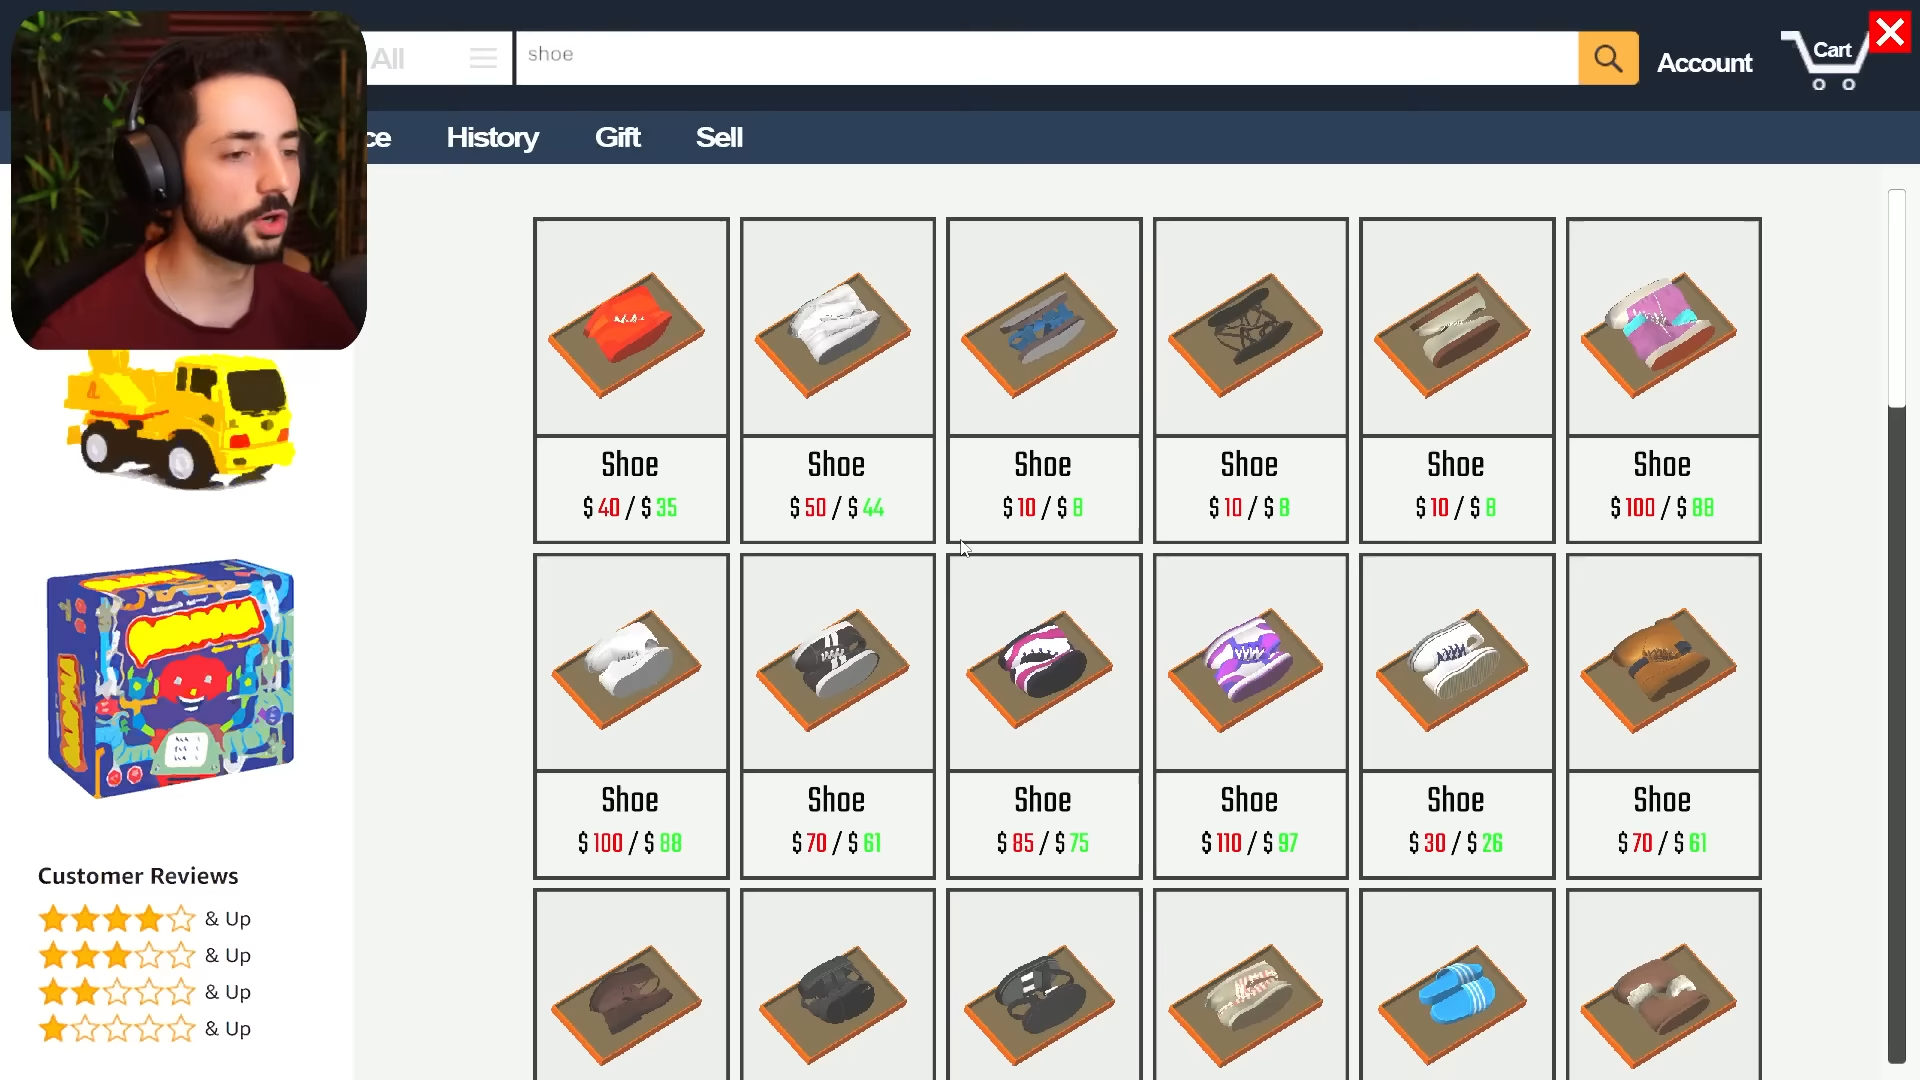 All
shoe
Account
Cart
ce
History
Gift
Sell
Shoe
$ 40 / $ 35
Shoe
$ 50 / $ 44
Shoe
$ 10 / $ 8
Shoe
$ 10 / $ 8
Shoe
$ 10 / $ 8
Shoe
$ 100 / $ 88
Shoe
$ 100 / $ 88
Shoe
$ 70 / $ 61
Shoe
$ 85 / $ 75
Shoe
$ 110 / $ 97
Shoe
$ 30 / $ 26
Shoe
$ 70 / $ 61
Customer Reviews
& Up
& Up
& Up
& Up